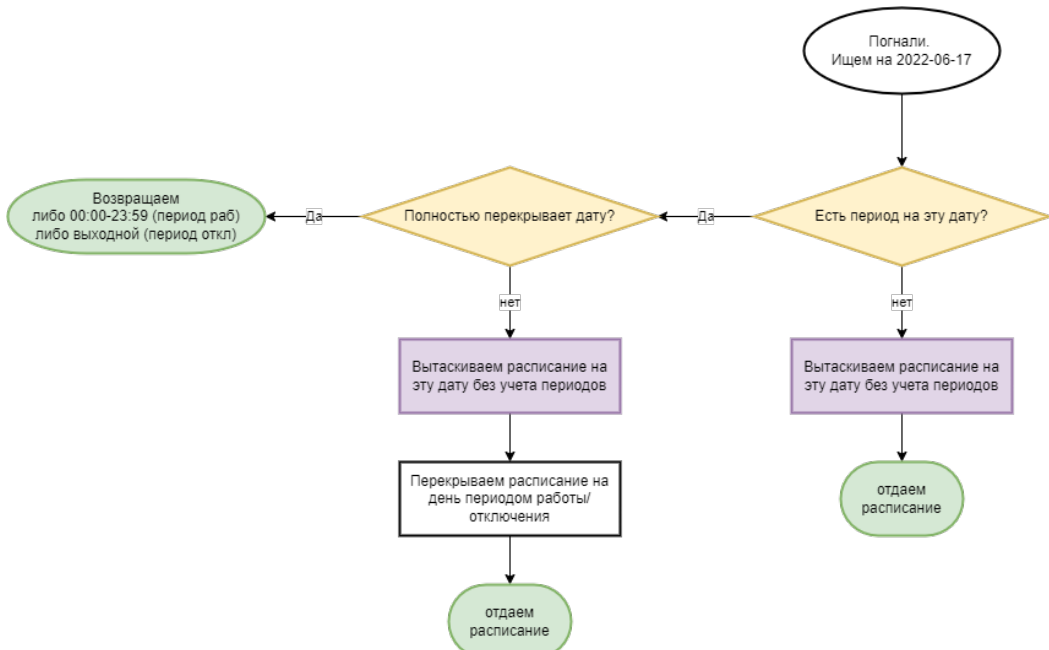 Погнали.
Ищем на 2022-06-17
Есть период на эту дату?
Да
Полностью перекрывает дату?
Да
Возвращаем
либо 00:00-23:59 (период раб)
либо выходной (период откл)
нет
нет
Вытаскиваем расписание на
эту дату без учета периодов
Вытаскиваем расписание на
эту дату без учета периодов
Перекрываем расписание на
день периодом работы/
отключения
отдаем
расписание
отдаем
расписание